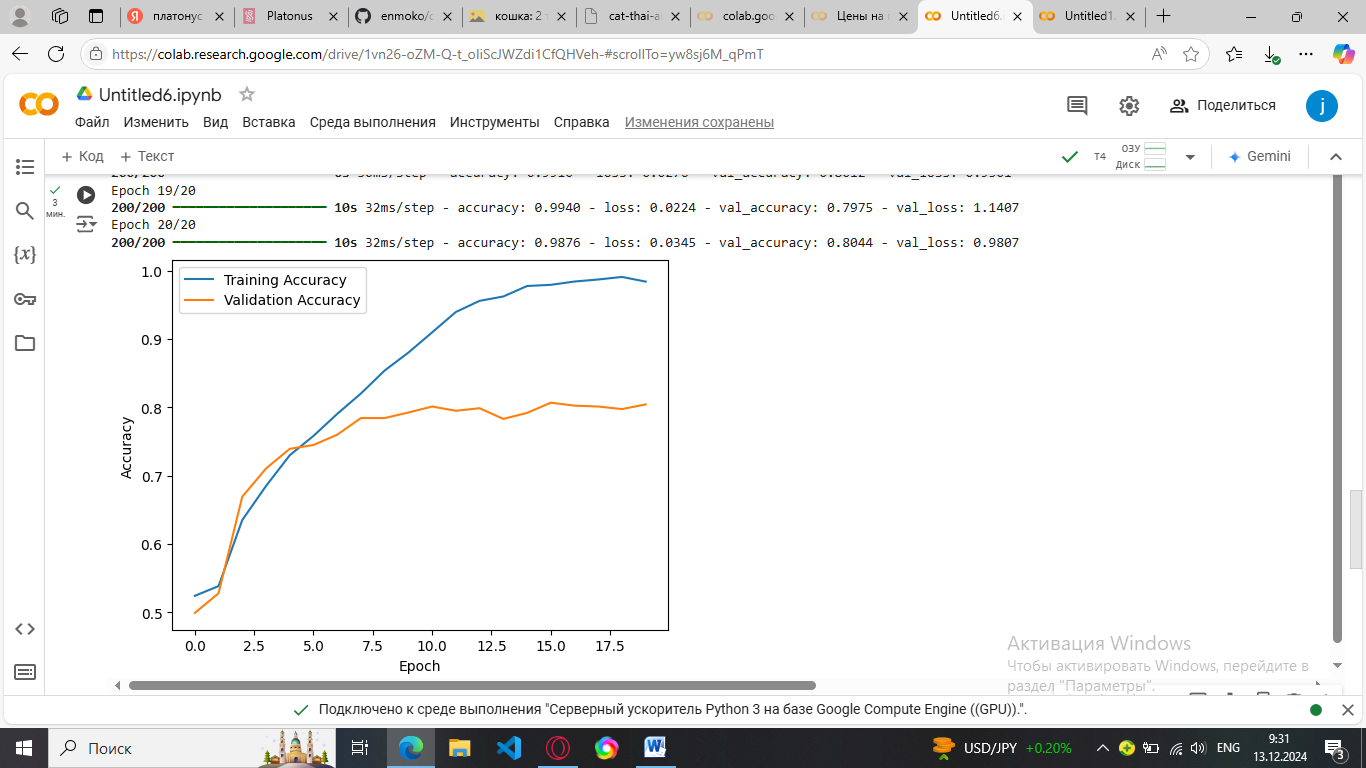 платонус
Platonus
enmoko/c
кошка: 2 т
cat-thai-a
colab.goo
Цены на
Untitled6.
Untitled1.
https://colab.research.google.com/drive/1vn26-oZM-Q-t_oIiScJWZdi1CfQHVeh-#scrollTo=yw8sj6M_qPmT
Untitled6.ipynb
Поделиться
j
Файл Изменить Вид Вставка Среда выполнения Инструменты Справка Изменения сохранены
+ Код + Текст
T4 ОЗУ
Диск
Gemini
3
мин.
Epoch 19/20
200/200 10s 32ms/step - accuracy: 0.9940 - loss: 0.0224 - val_accuracy: 0.7975 - val_loss: 1.1407
Epoch 20/20
200/200 10s 32ms/step - accuracy: 0.9876 - loss: 0.0345 - val_accuracy: 0.8044 - val_loss: 0.9807
Training Accuracy
Validation Accuracy
1.0
0.9
0.8
0.7
0.6
0.5
Accuracy
0.0 2.5 5.0 7.5 10.0 12.5 15.0 17.5
Epoch
Активация Windows
Чтобы активировать Windows, перейдите в
раздел "Параметры".
Подключено к среде выполнения "Серверный ускоритель Python 3 на базе Google Compute Engine ((GPU)).".
Поиск
USD/JPY +0.20%
ENG
9:31
13.12.2024
3